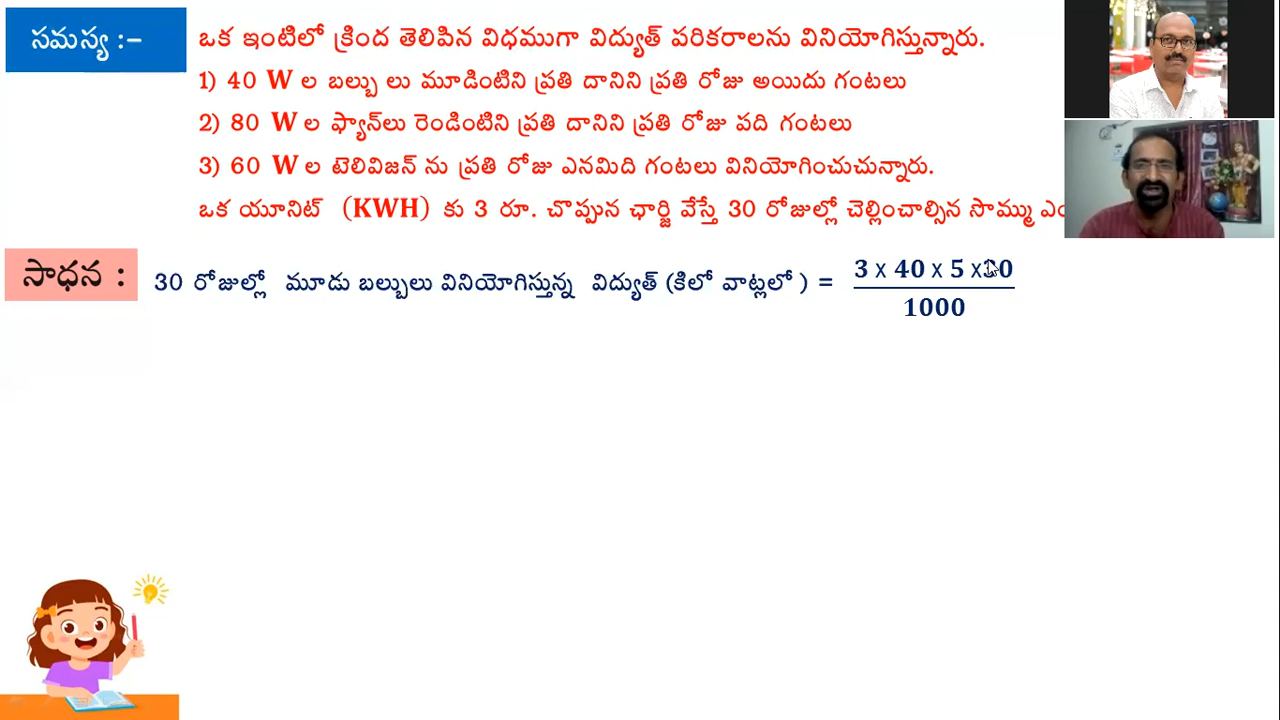 సమస్య :-
ఒక ఇంటిలో క్రింద తెలిపిన విధముగా విద్యుత్ పరికరాలను వినియోగిస్తున్నారు.
1) 40 W ల బల్బు లు మూడింటిని ప్రతి దానిని ప్రతి రోజు అయిదు గంటలు
2) 80 W ల ఫ్యాన్‌లు రెండింటిని ప్రతి దానిని ప్రతి రోజు పది గంటలు
3) 60 W ల టెలివిజన్ ను ప్రతి రోజు ఎనమిది గంటలు వినియోగించుచున్నారు.
ఒక యూనిట్ (KWH) కు 3 రూ. చొప్పున ఛార్జి వేస్తే 30 రోజుల్లో చెల్లించాల్సిన సొమ్ము
సాధన :
30 రోజుల్లో మూడు బల్బులు వినియోగిస్తున్న విద్యుత్ (కిలో వాట్లలో ) =
3 x 40 x 5 x30
1000